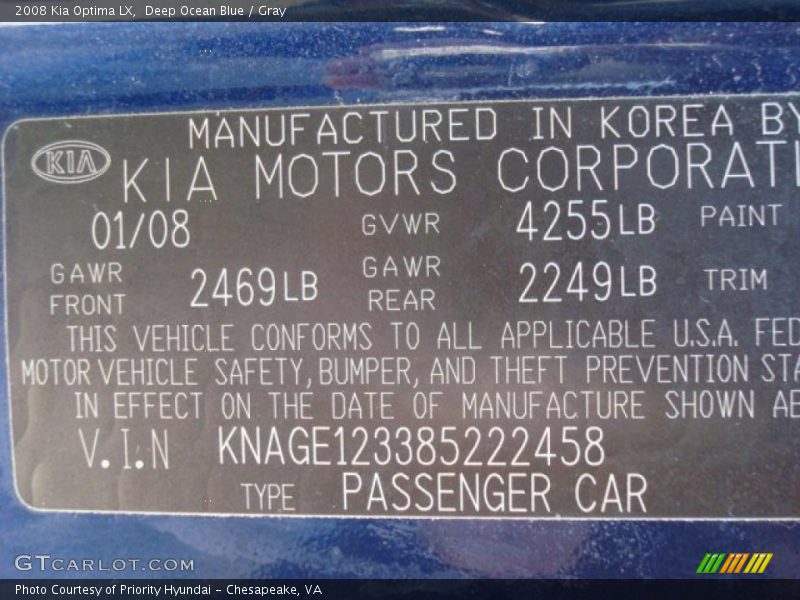 2008 Kia Optima LX, Deep Ocean Blue / Gray
MANUFACTURED IN KOREA BY
KIA KIA MOTORS CORPORATI
01/08 GVWR 4255LB PAINT
GAWR FRONT 2469LB GAWR REAR 2249LB TRIM
THIS VEHICLE CONFORMS TO ALL APPLICABLE U.S.A. FED
MOTOR VEHICLE SAFETY, BUMPER, AND THEFT PREVENTION STA
IN EFFECT ON THE DATE OF MANUFACTURE SHOWN AB
V.I.N KNAGE123385222458
TYPE PASSENGER CAR
GTCARLOT.COM
Photo Courtesy of Priority Hyundai - Chesapeake, VA